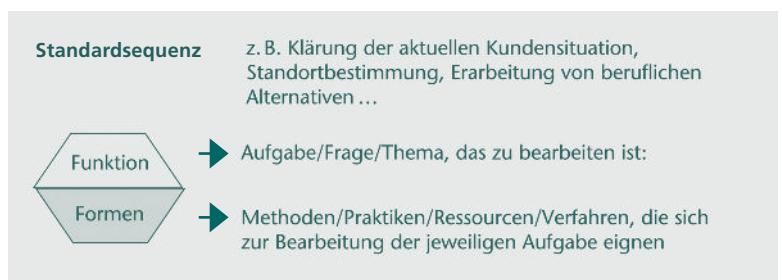 Standardsequenz
z. B. Klärung der aktuellen Kundensituation,
Standortbestimmung, Erarbeitung von beruflichen
Alternativen ...
Funktion
Aufgabe/Frage/Thema, das zu bearbeiten ist:
Formen
Methoden/Praktiken/Ressourcen/Verfahren, die sich
zur Bearbeitung der jeweiligen Aufgabe eignen